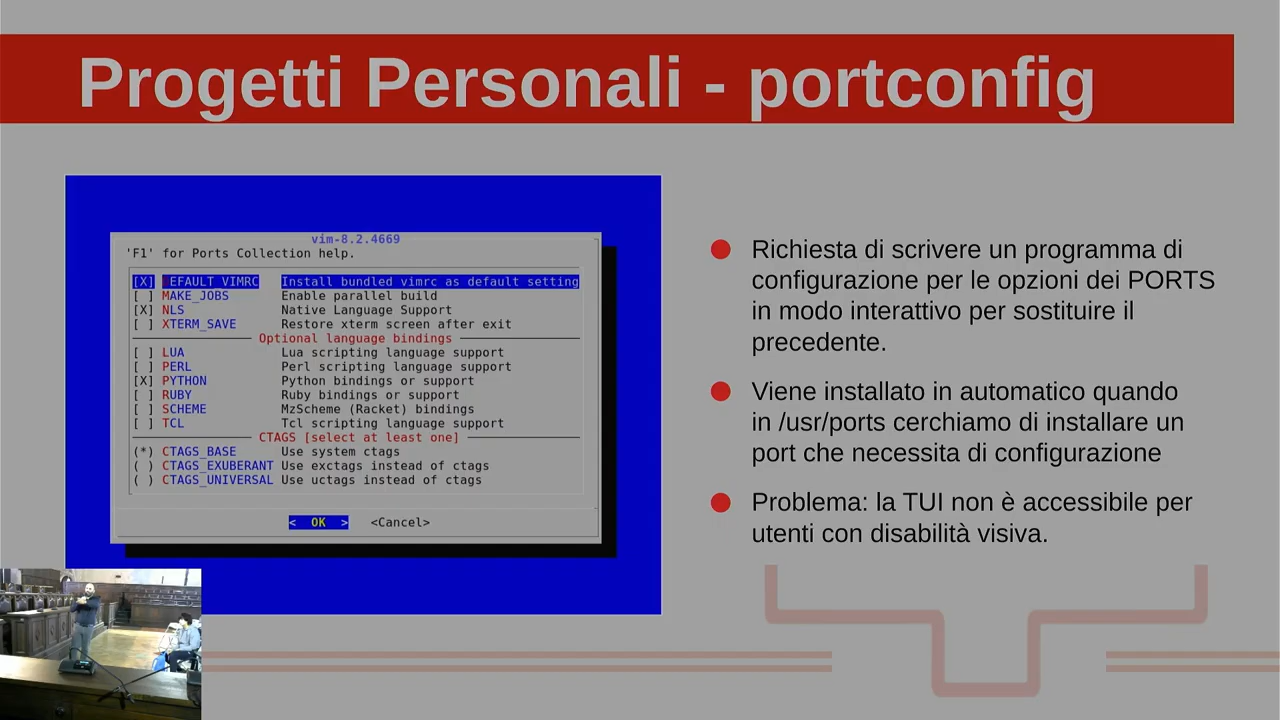 Progetti Personali - portconfig
vim-8.2.4669
'F1' for Ports Collection help.
[X] DEFAULT_VIMRC Install bundled vimrc as default setting
[ ] MAKE_JOBS Enable parallel build
[X] NLS Native Language Support
[ ] XTERM_SAVE Restore xterm screen after exit
Optional language bindings
[ ] LUA Lua scripting language support
[ ] PERL Perl scripting language support
[X] PYTHON Python bindings or support
[ ] RUBY Ruby bindings or support
[ ] SCHEME MzScheme (Racket) bindings
[ ] TCL Tcl scripting language support
CTAGS [select at least one]
(*) CTAGS_BASE Use system ctags
( ) CTAGS_EXUBERANT Use exctags instead of ctags
( ) CTAGS_UNIVERSAL Use uctags instead of ctags
< OK > <Cancel>
Richiesta di scrivere un programma di
configurazione per le opzioni dei PORTS
in modo interattivo per sostituire il
precedente.
Viene installato in automatico quando
in /usr/ports cerchiamo di installare un
port che necessita di configurazione
Problema: la TUI non è accessibile per
utenti con disabilità visiva.